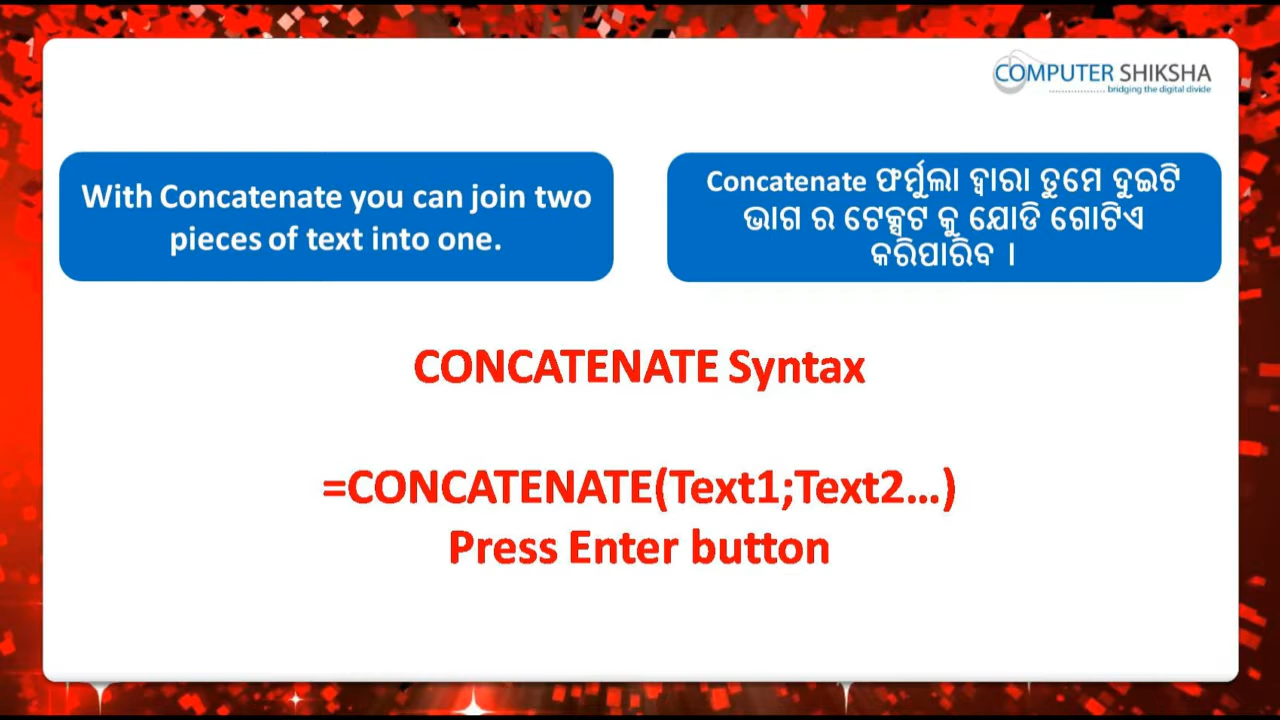 COMPUTER SHIKSHA
bridging the digital divide
With Concatenate you can join two
pieces of text into one.
Concatenate ଫର୍ମୁଲା ଦ୍ୱାରା ତୁମେ ଦୁଇଟି
ଭାଗ ର ଟେକ୍ସଟ କୁ ଯୋଡି ଗୋଟିଏ
କରିପାରିବ ।
CONCATENATE Syntax
=CONCATENATE(Text1;Text2...)
Press Enter button